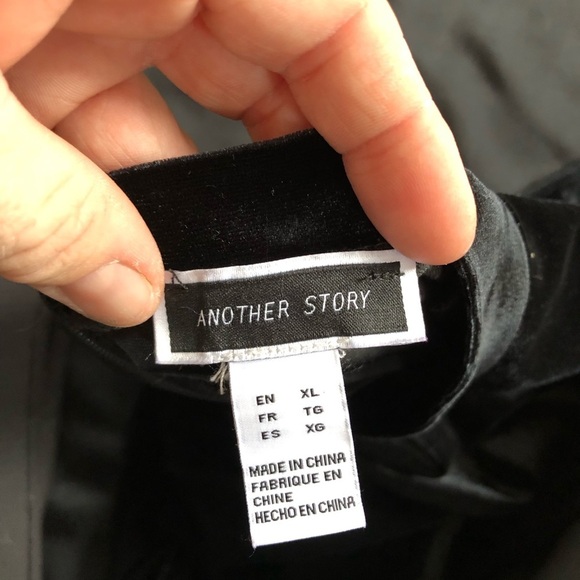 ANOTHER STORY
EN XL
FR TG
ES XG
MADE IN CHINA
FABRIQUE EN
CHINE
HECHO EN CHINA